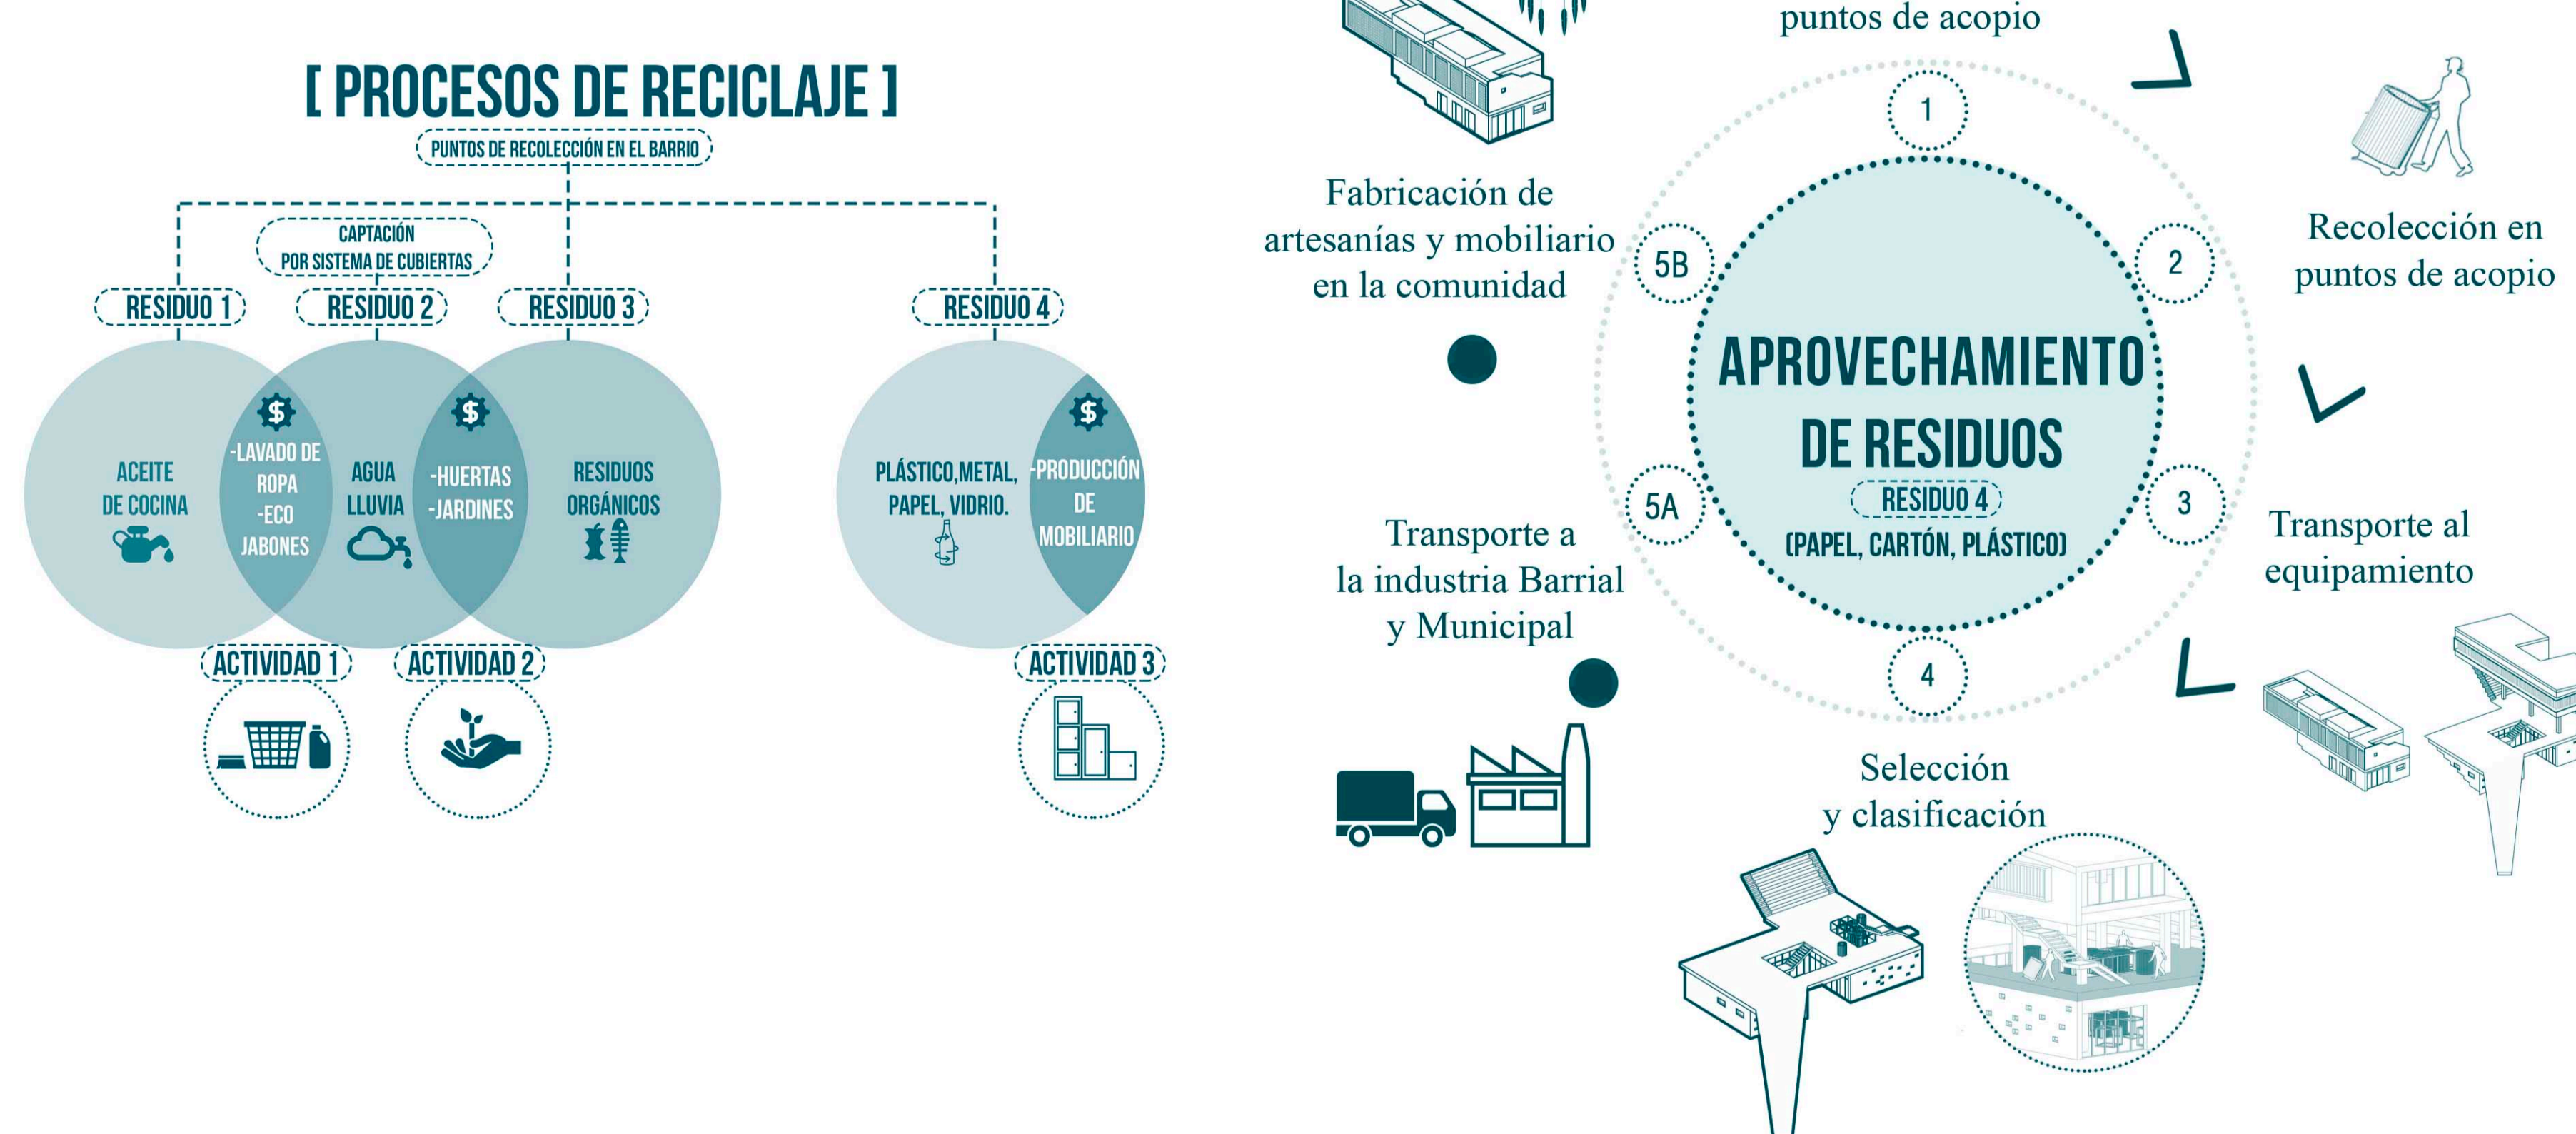 [ PROCESOS DE RECICLAJE ]
PUNTOS DE RECOLECCIÓN EN EL BARRIO
CAPTACIÓN
POR SISTEMA DE CUBIERTAS
RESIDUO 1
RESIDUO 2
RESIDUO 3
RESIDUO 4
ACEITE
DE COCINA
$
-LAVADO DE
ROPA
-ECO
JABONES
AGUA
LLUVIA
$
-HUERTAS
-JARDINES
RESIDUOS
ORGÁNICOS
PLÁSTICO,METAL,
PAPEL, VIDRIO.
$
-PRODUCCIÓN
DE
MOBILIARIO
ACTIVIDAD 1
ACTIVIDAD 2
ACTIVIDAD 3
puntos de acopio
1
Recolección en
puntos de acopio
2
Transporte al
equipamiento
3
Selección
y clasificación
4
Transporte a
la industria Barrial
y Municipal
5A
Fabricación de
artesanías y mobiliario
en la comunidad
5B
APROVECHAMIENTO
DE RESIDUOS
RESIDUO 4
(PAPEL, CARTÓN, PLÁSTICO)